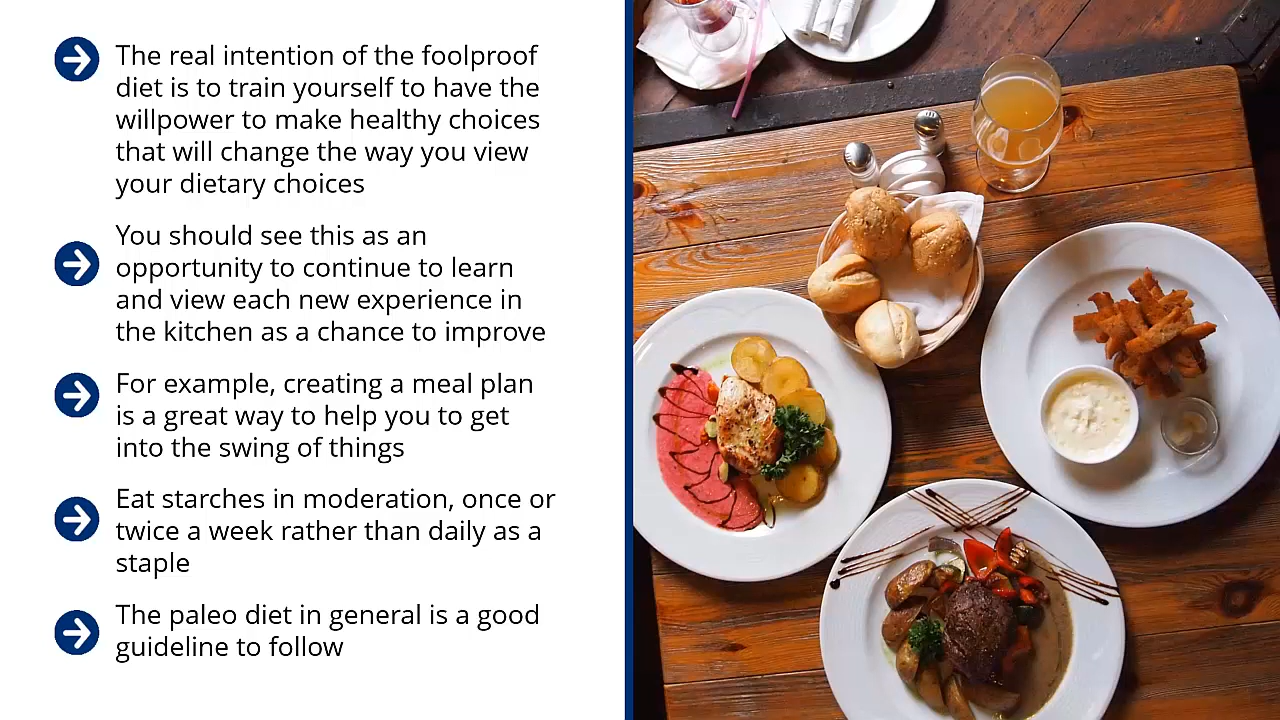 The real intention of the foolproof
diet is to train yourself to have the
willpower to make healthy choices
that will change the way you view
your dietary choices
You should see this as an
opportunity to continue to learn
and view each new experience in
the kitchen as a chance to improve
For example, creating a meal plan
is a great way to help you to get
into the swing of things
Eat starches in moderation, once or
twice a week rather than daily as a
staple
The paleo diet in general is a good
guideline to follow